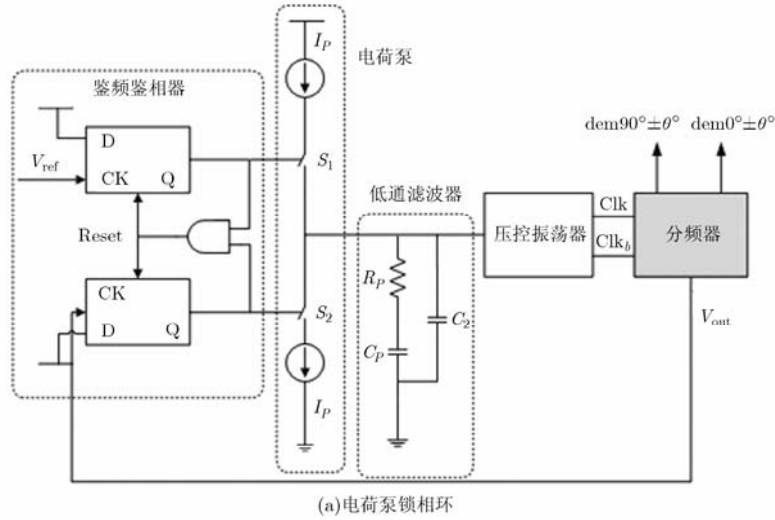 I_P
电荷泵
鉴频鉴相器
dem90°±θ° dem0°±θ°
D
V_ref
S_1
CK Q
低通滤波器
Clk
Reset
压控振荡器
分频器
Clk_b
CK
R_P
D Q
S_2
C_2
V_out
C_P
I_P
(a)电荷泵锁相环